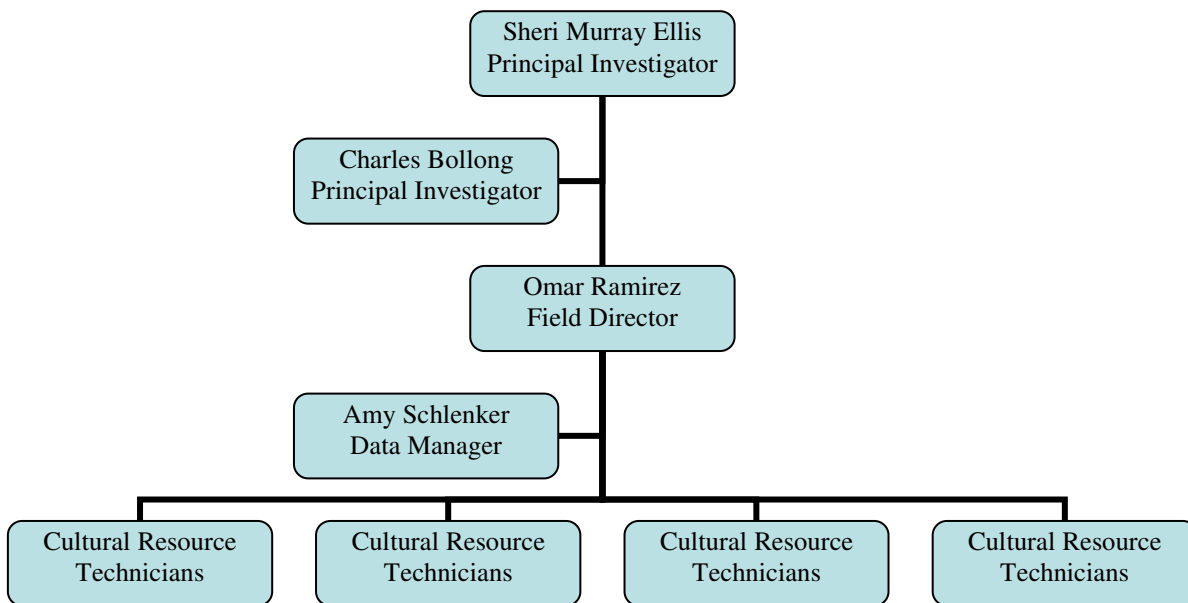 Sheri Murray Ellis
Principal Investigator
Charles Bollong
Principal Investigator
Omar Ramirez
Field Director
Amy Schlenker
Data Manager
Cultural Resource
Technicians
Cultural Resource
Technicians
Cultural Resource
Technicians
Cultural Resource
Technicians